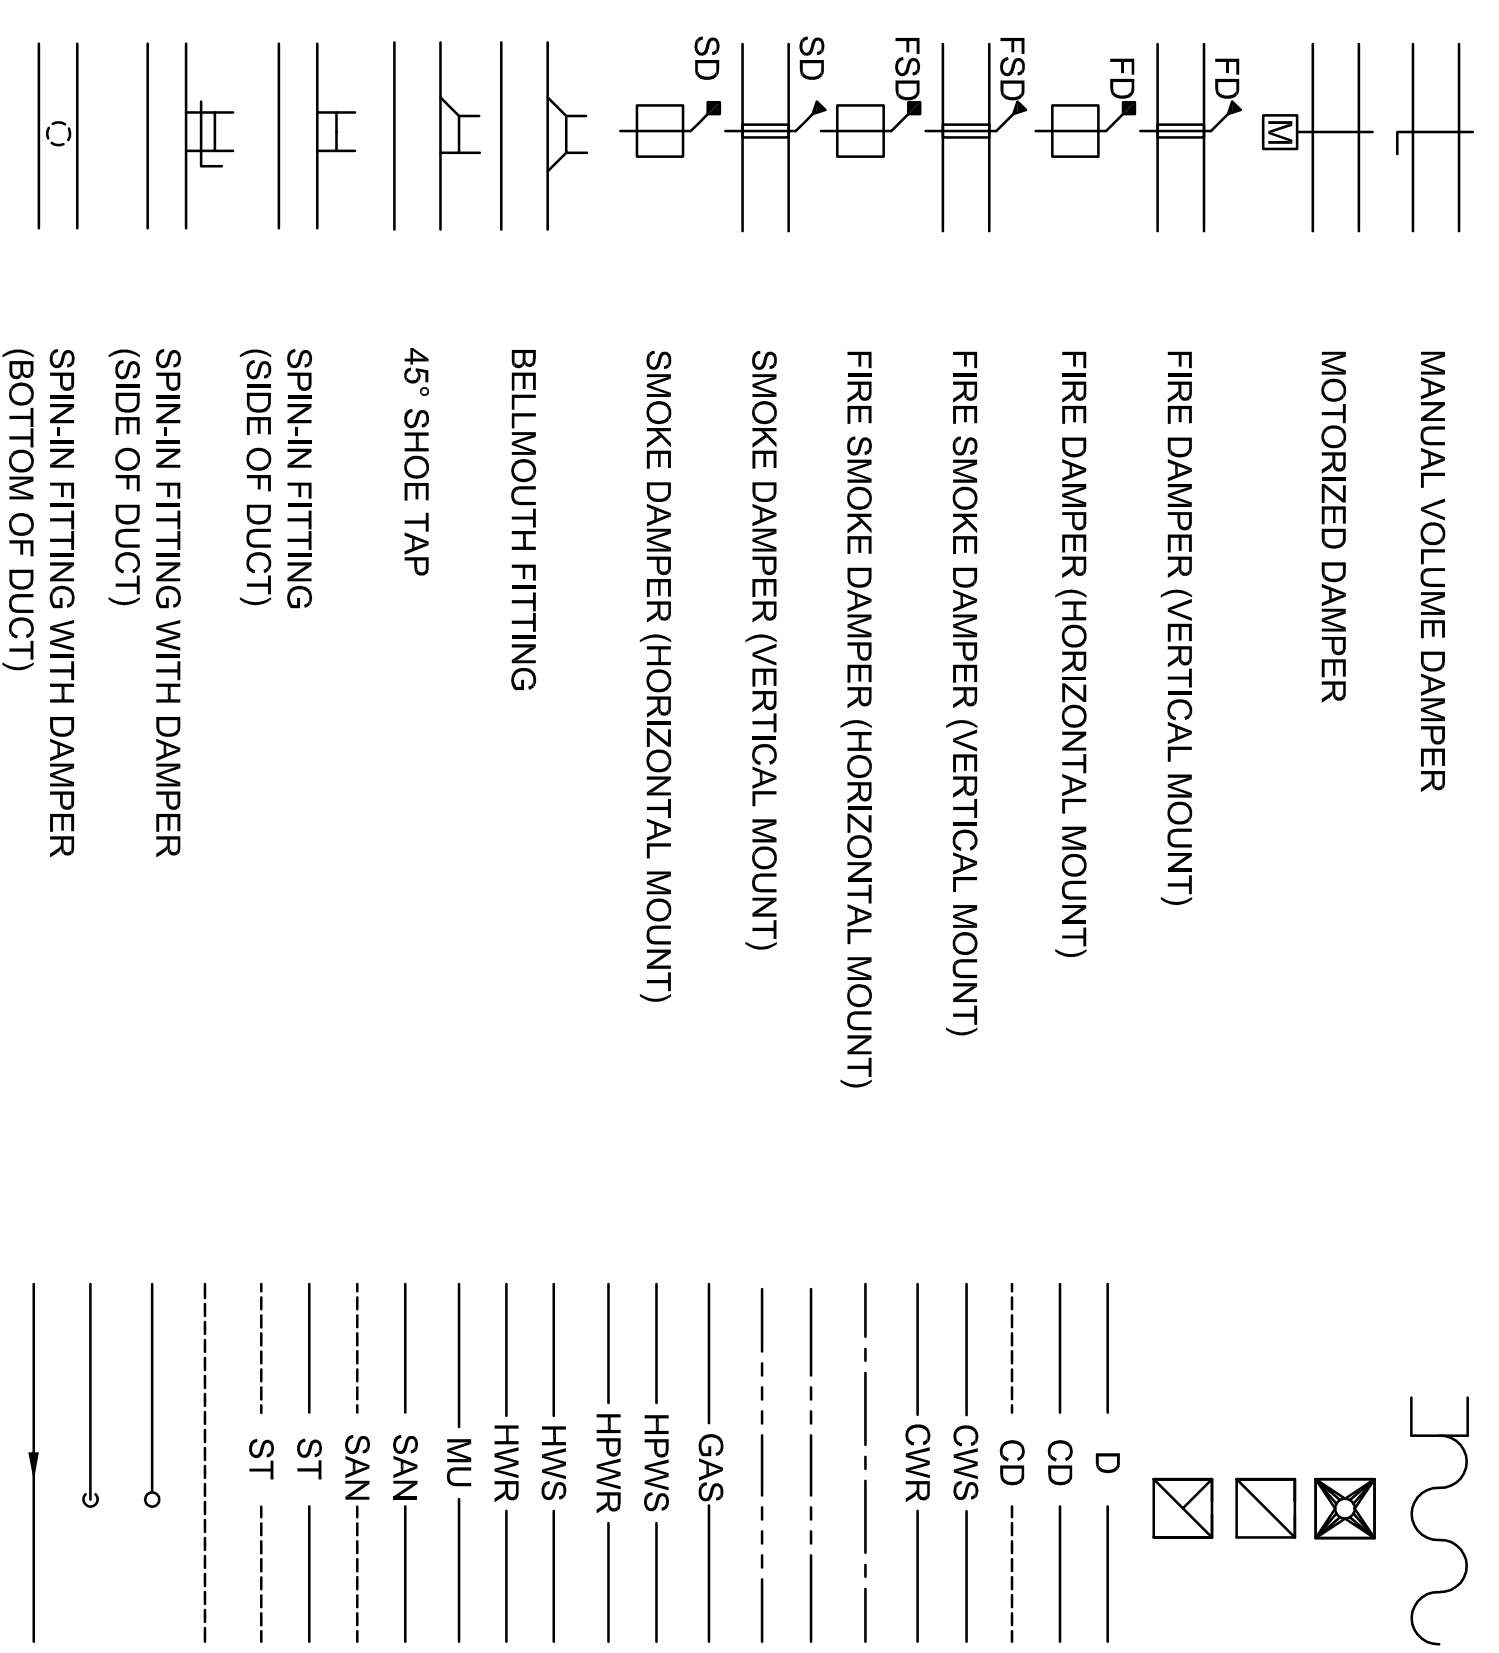 MANUAL VOLUME DAMPER
M
MOTORIZED DAMPER
FD
FIRE DAMPER (VERTICAL MOUNT)
FD
FIRE DAMPER (HORIZONTAL MOUNT)
FSD
FIRE SMOKE DAMPER (VERTICAL MOUNT)
FSD
FIRE SMOKE DAMPER (HORIZONTAL MOUNT)
SD
SMOKE DAMPER (VERTICAL MOUNT)
SD
SMOKE DAMPER (HORIZONTAL MOUNT)
BELLMOUTH FITTING
45° SHOE TAP
SPIN-IN FITTING
(SIDE OF DUCT)
SPIN-IN FITTING WITH DAMPER
(SIDE OF DUCT)
SPIN-IN FITTING WITH DAMPER
(BOTTOM OF DUCT)
D
CD
CD
CWS
CWR
GAS
HPWS
HPWR
HWS
HWR
MU
SAN
SAN
ST
ST